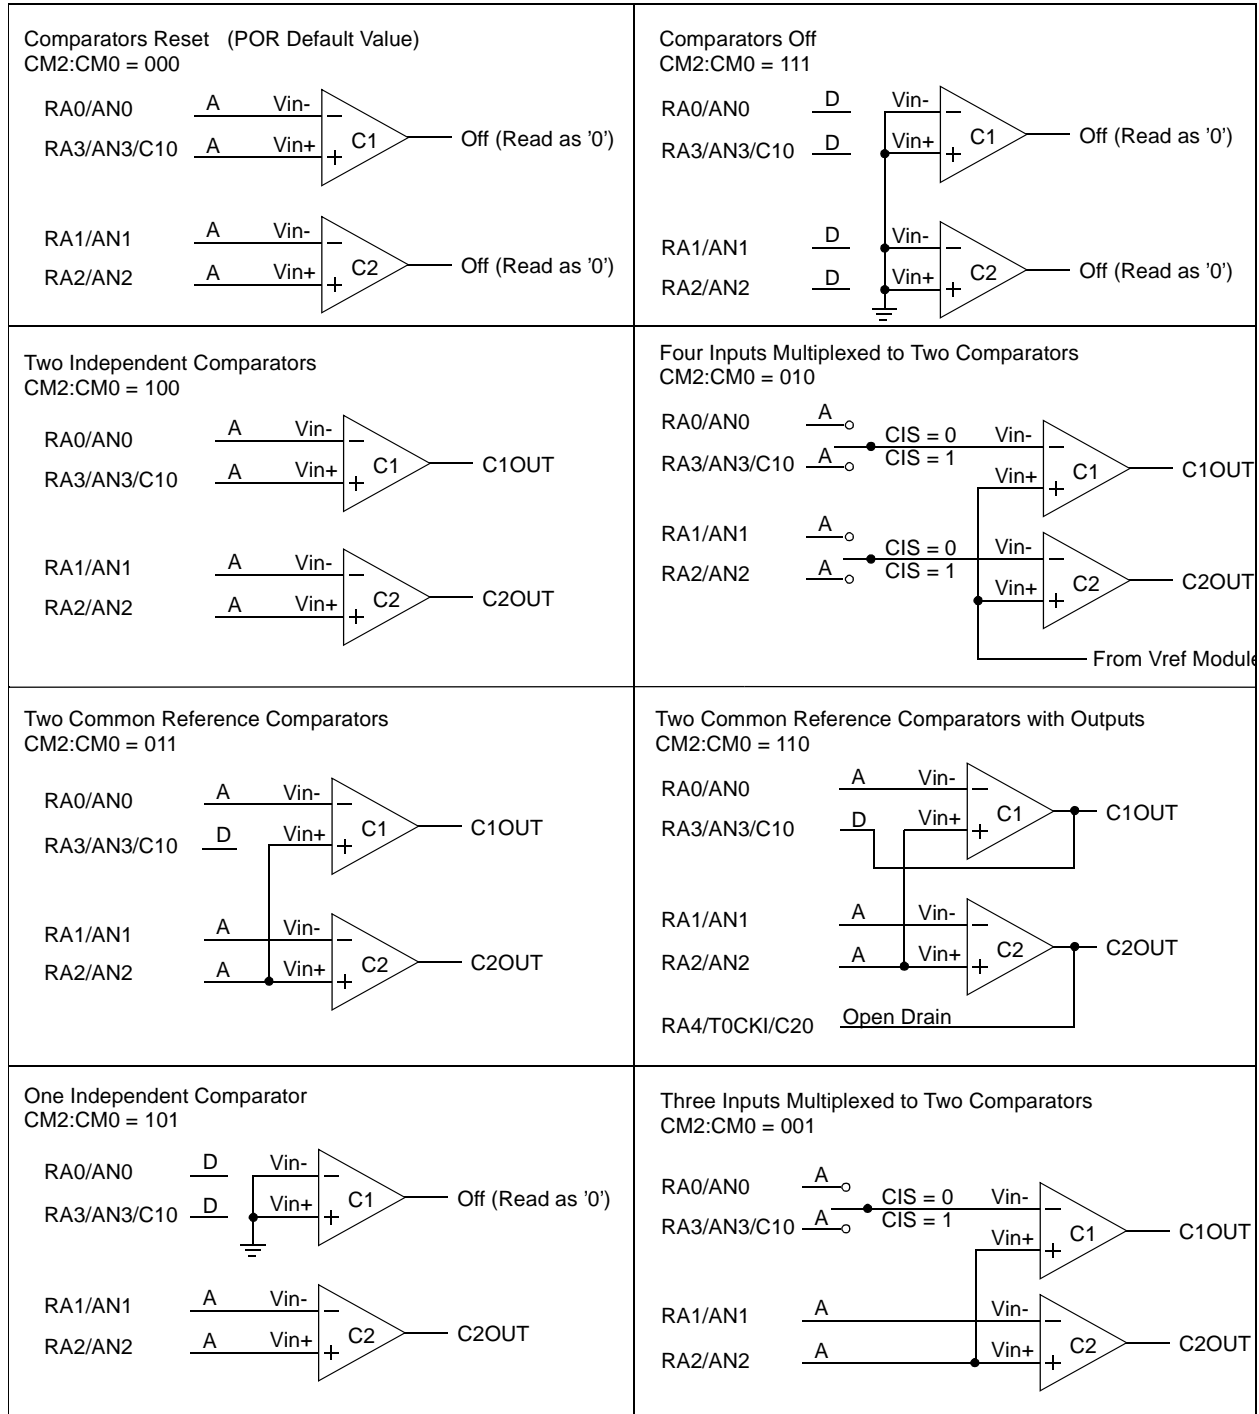 Comparators Reset (POR Default Value)
CM2:CM0 = 000
RA0/AN0 A Vin- −
RA3/AN3/C10 A Vin+ + C1 Off (Read as '0')
RA1/AN1 A Vin- −
RA2/AN2 A Vin+ + C2 Off (Read as '0')
Comparators Off
CM2:CM0 = 111
RA0/AN0 D Vin- −
RA3/AN3/C10 D Vin+ + C1 Off (Read as '0')
RA1/AN1 D Vin- −
RA2/AN2 D Vin+ + C2 Off (Read as '0')
Two Independent Comparators
CM2:CM0 = 100
RA0/AN0 A Vin- −
RA3/AN3/C10 A Vin+ + C1 C1OUT
RA1/AN1 A Vin- −
RA2/AN2 A Vin+ + C2 C2OUT
Four Inputs Multiplexed to Two Comparators
CM2:CM0 = 010
RA0/AN0 A CIS = 0 Vin- −
RA3/AN3/C10 A CIS = 1 Vin+ + C1 C1OUT
RA1/AN1 A CIS = 0 Vin- −
RA2/AN2 A CIS = 1 Vin+ + C2 C2OUT
From Vref Module
Two Common Reference Comparators
CM2:CM0 = 011
RA0/AN0 A Vin- −
RA3/AN3/C10 D Vin+ + C1 C1OUT
RA1/AN1 A Vin- −
RA2/AN2 A Vin+ + C2 C2OUT
Two Common Reference Comparators with Outputs
CM2:CM0 = 110
RA0/AN0 A Vin- −
RA3/AN3/C10 D Vin+ + C1 C1OUT
RA1/AN1 A Vin- −
RA2/AN2 A Vin+ + C2 C2OUT
RA4/T0CKI/C20 Open Drain
One Independent Comparator
CM2:CM0 = 101
RA0/AN0 D Vin- −
RA3/AN3/C10 D Vin+ + C1 Off (Read as '0')
RA1/AN1 A Vin- −
RA2/AN2 A Vin+ + C2 C2OUT
Three Inputs Multiplexed to Two Comparators
CM2:CM0 = 001
RA0/AN0 A CIS = 0 Vin- −
RA3/AN3/C10 A CIS = 1 Vin+ + C1 C1OUT
RA1/AN1 A Vin- −
RA2/AN2 A Vin+ + C2 C2OUT